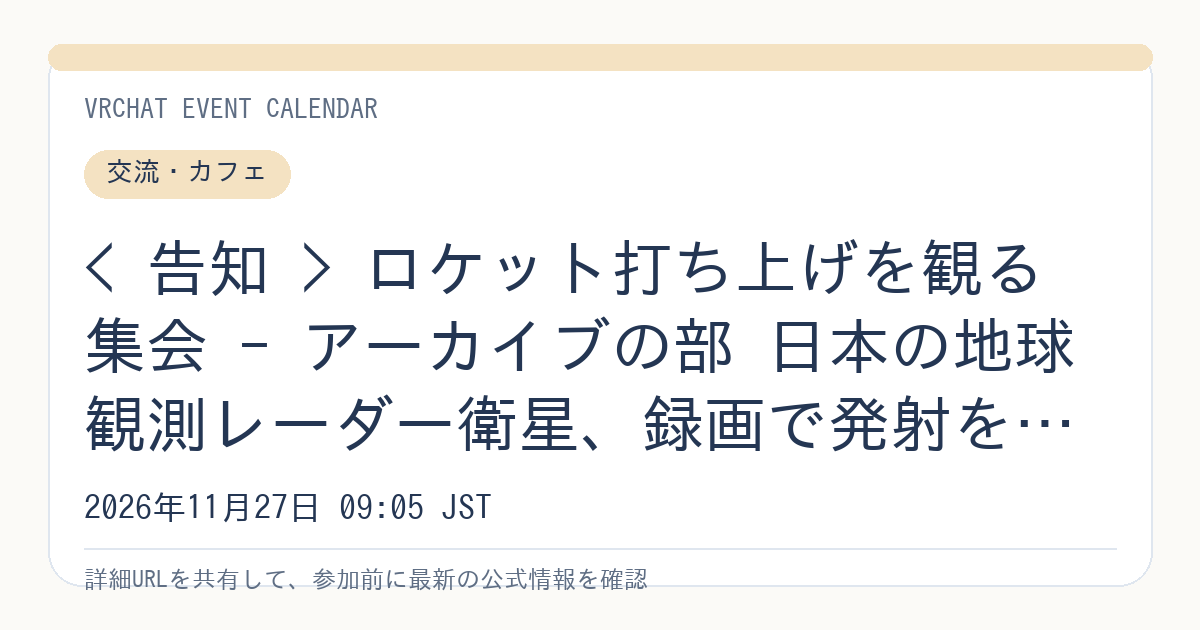 VRCHAT EVENT CALENDAR
交流・カフェ
< 告知 > ロケット打ち上げを観る
集会 - アーカイブの部 日本の地球
観測レーダー衛星、録画で発射を…
2026年11月27日 09:05 JST
詳細URLを共有して、参加前に最新の公式情報を確認